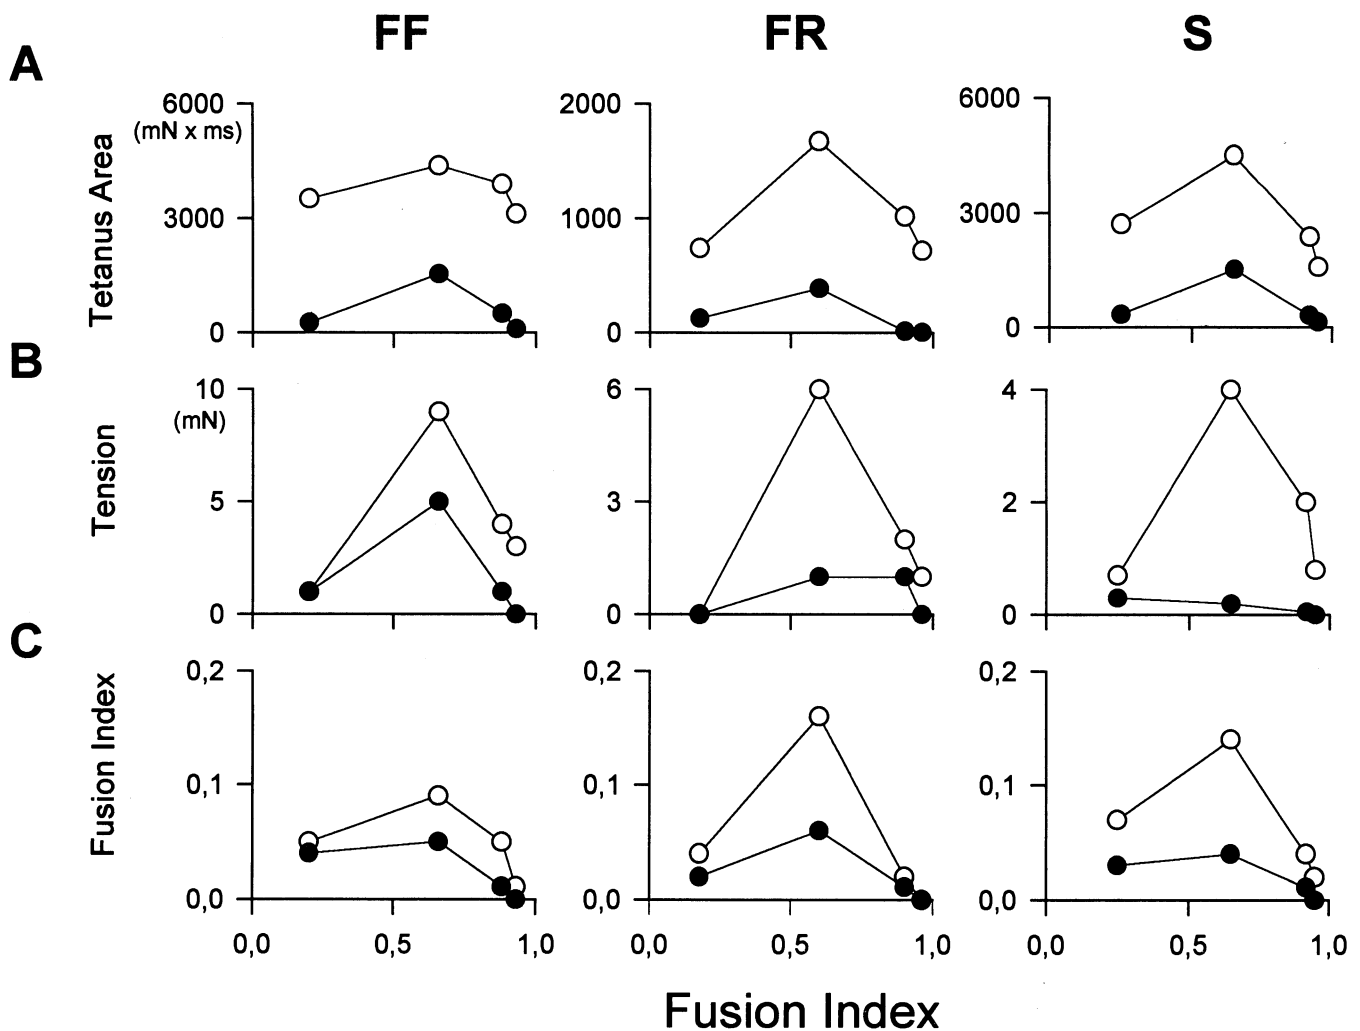 FF FR S
A
6000 2000 6000
(mN x ms)
Tetanus Area
3000 1000 3000
0 0 0
B
10 6 4
(mN)
Tension
5 3 2
0 0 0
C
0,2 0,2 0,2
Fusion Index
0,1 0,1 0,1
0,0 0,0 0,0
0,0 0,5 1,0 0,0 0,5 1,0 0,0 0,5 1,0
Fusion Index